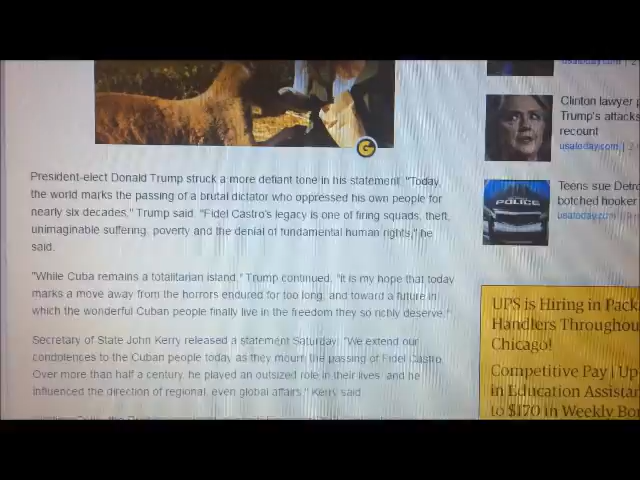 President-elect Donald Trump struck a more defiant tone in his statement. "Today,
the world marks the passing of a brutal dictator who oppressed his own people for
nearly six decades," Trump said. "Fidel Castro's legacy is one of firing squads, theft,
unimaginable suffering, poverty and the denial of fundamental human rights," he
said.
"While Cuba remains a totalitarian island," Trump continued, "it is my hope that today
marks a move away from the horrors endured for too long, and toward a future in
which the wonderful Cuban people finally live in the freedom they so richly deserve."
Secretary of State John Kerry released a statement Saturday: "We extend our
condolences to the Cuban people today as they mourn the passing of Fidel Castro.
Over more than half a century, he played an outsized role in their lives, and he
influenced the direction of regional, even global affairs," Kerry said.
G
usatoday.com | 2
Clinton lawyer
Trump's attacks
recount
usatoday.com | 2
POLICE
Teens sue Detr
botched hooker
usatoday.com
UPS is Hiring in Pack
Handlers Throughou
Chicago!
Competitive Pay | Up
in Education Assistan
to $170 in Weekly Bo